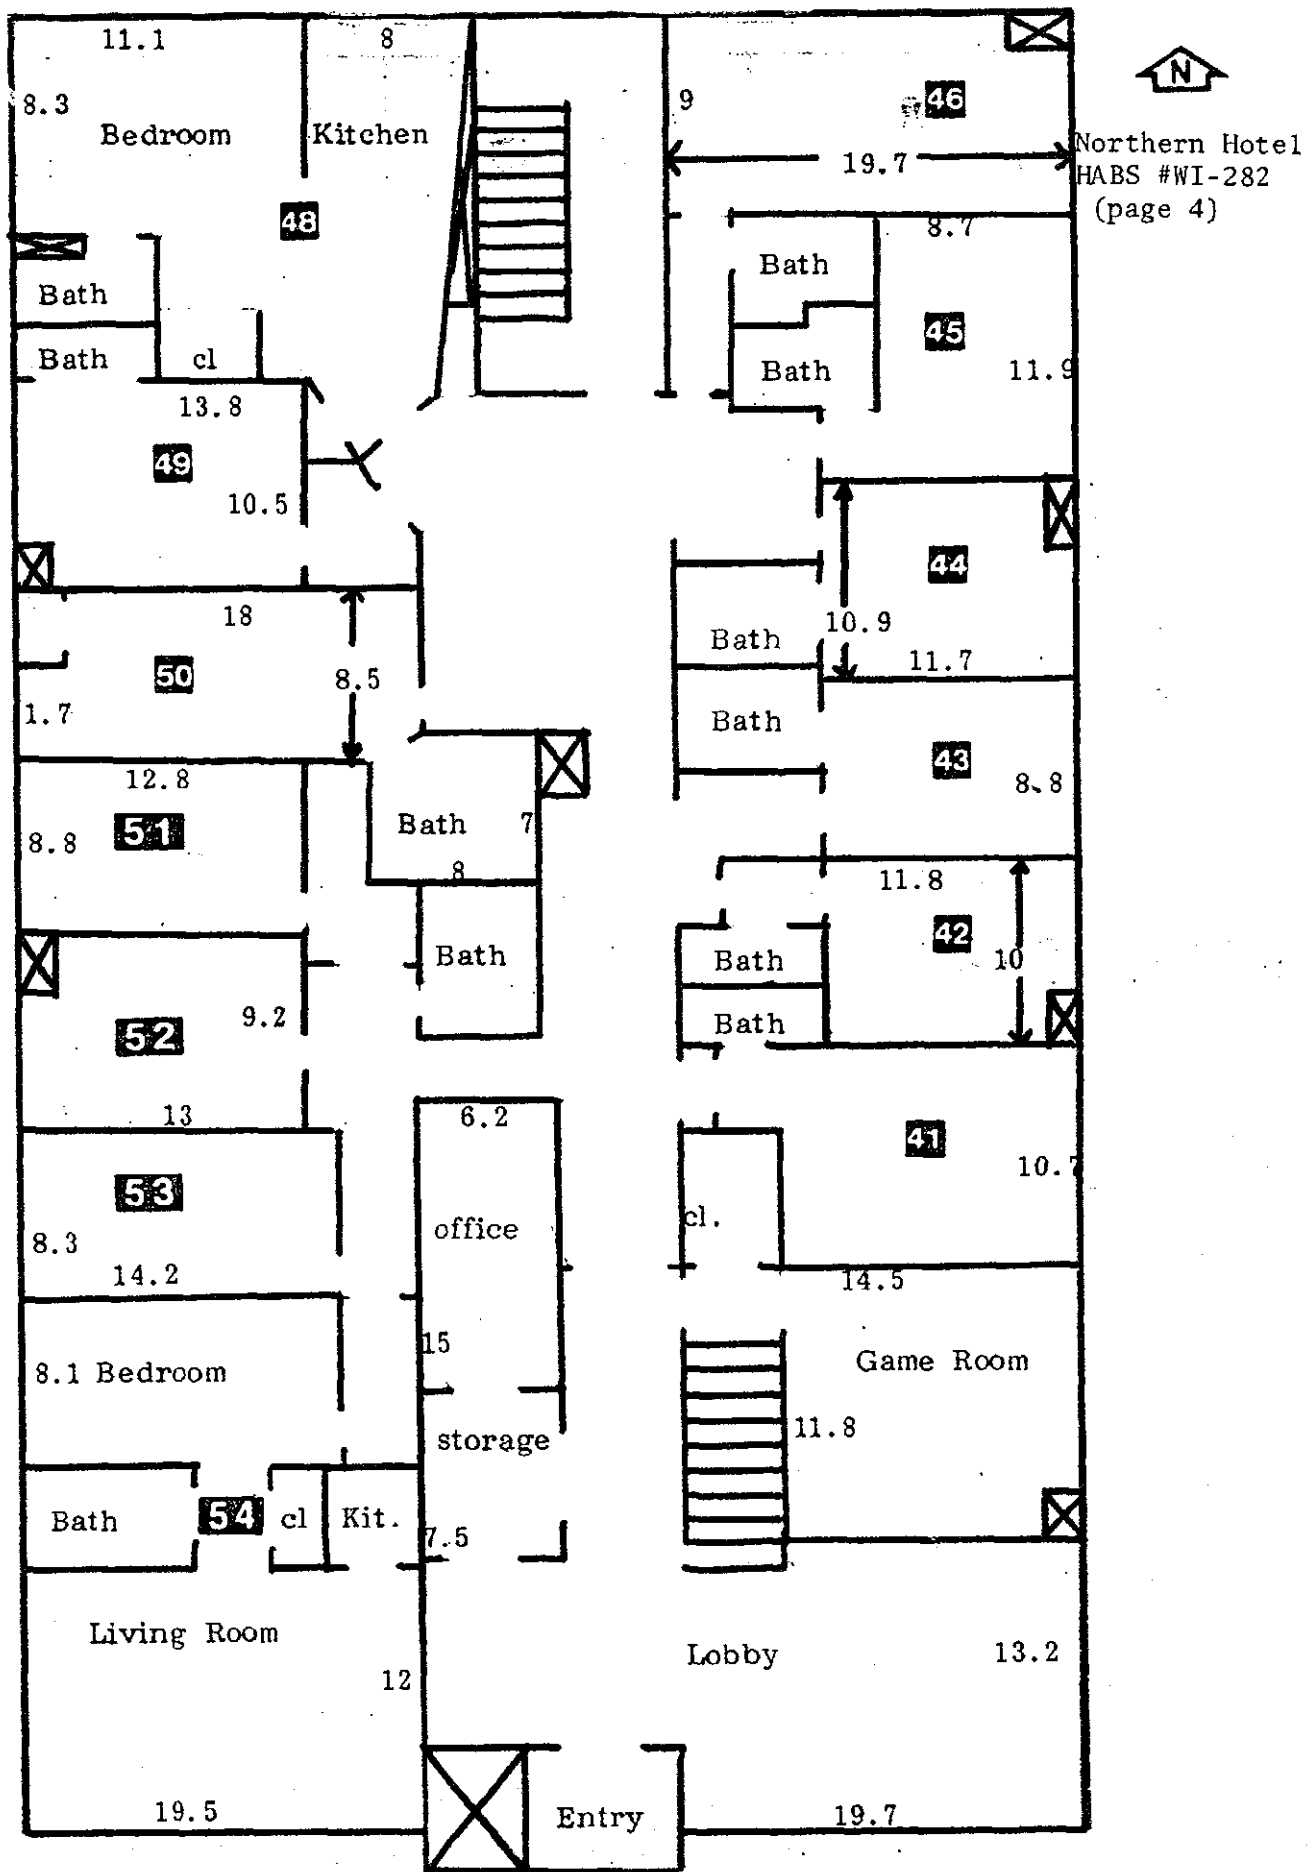 11.1
8
N
8.3
9
46
Bedroom
Kitchen
Northern Hotel
HABS #WI-282
(page 4)
19.7
48
8.7
Bath
Bath
45
Bath
cl
Bath
11.9
13.8
49
10.5
44
18
10.9
Bath
11.7
50
8.5
1.7
Bath
43
12.8
8.8
51
Bath
7
8.8
8
11.8
42
Bath
Bath
10
9.2
52
Bath
13
6.2
41
10.7
53
office
cl.
8.3
14.2
14.5
15
Game Room
8.1 Bedroom
11.8
storage
Bath
54
cl
Kit.
7.5
Living Room
Lobby
13.2
12
19.5
Entry
19.7